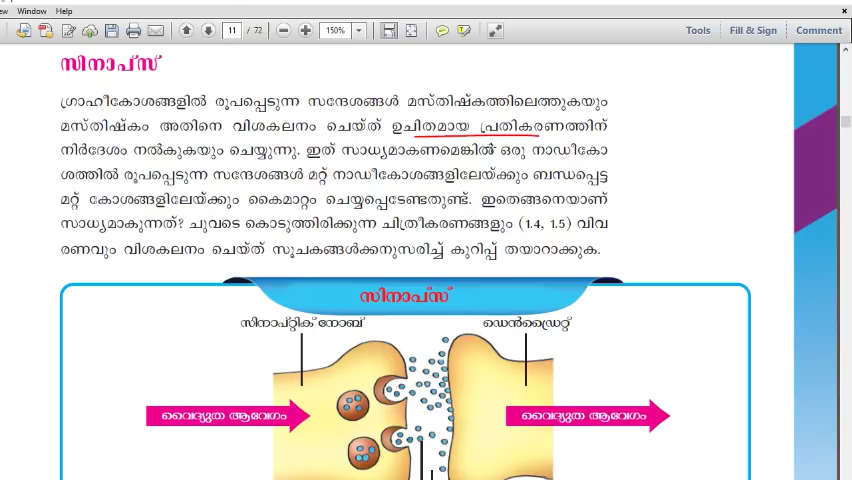 Window Help
11 / 72
150%
Tools Fill & Sign Comment
സിനാപ്സ്
ഗ്രാഹീകോശങ്ങളിൽ രൂപപ്പെടുന്ന സന്ദേശങ്ങൾ മസ്തിഷ്കത്തിലെത്തുകയും
മസ്തിഷ്കം അതിനെ വിശകലനം ചെയ്ത് ഉചിതമായ പ്രതികരണത്തിന്
നിർദേശം നൽകുകയും ചെയ്യുന്നു. ഇത് സാധ്യമാകണമെങ്കിൽ ഒരു നാഡീകോ
ശത്തിൽ രൂപപ്പെടുന്ന സന്ദേശങ്ങൾ മറ്റ് നാഡീകോശങ്ങളിലേയ്ക്കും ബന്ധപ്പെട്ട
മറ്റ് കോശങ്ങളിലേയ്ക്കും കൈമാറ്റം ചെയ്യപ്പെടേണ്ടതുണ്ട്. ഇതെങ്ങനെയാണ്
സാധ്യമാകുന്നത്? ചുവടെ കൊടുത്തിരിക്കുന്ന ചിത്രീകരണങ്ങളും (1.4, 1.5) വിവ
രണവും വിശകലനം ചെയ്ത് സൂചകങ്ങൾക്കനുസരിച്ച് കുറിപ്പ് തയാറാക്കുക.
സിനാപ്സ്
സിനാപ്റ്റിക് നോബ് ഡെൻഡ്രൈറ്റ്
വൈദ്യുത ആവേഗം വൈദ്യുത ആവേഗം